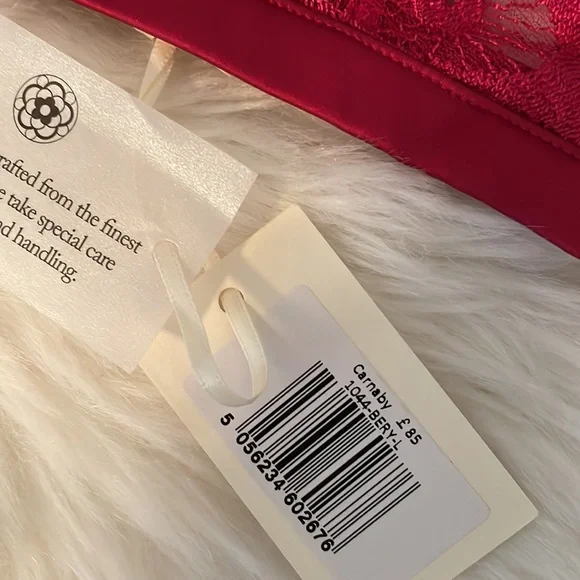 rafted from the finest
e take special care
d handling.
Carnaby £85
1044-BERY-L
5 056234 602676